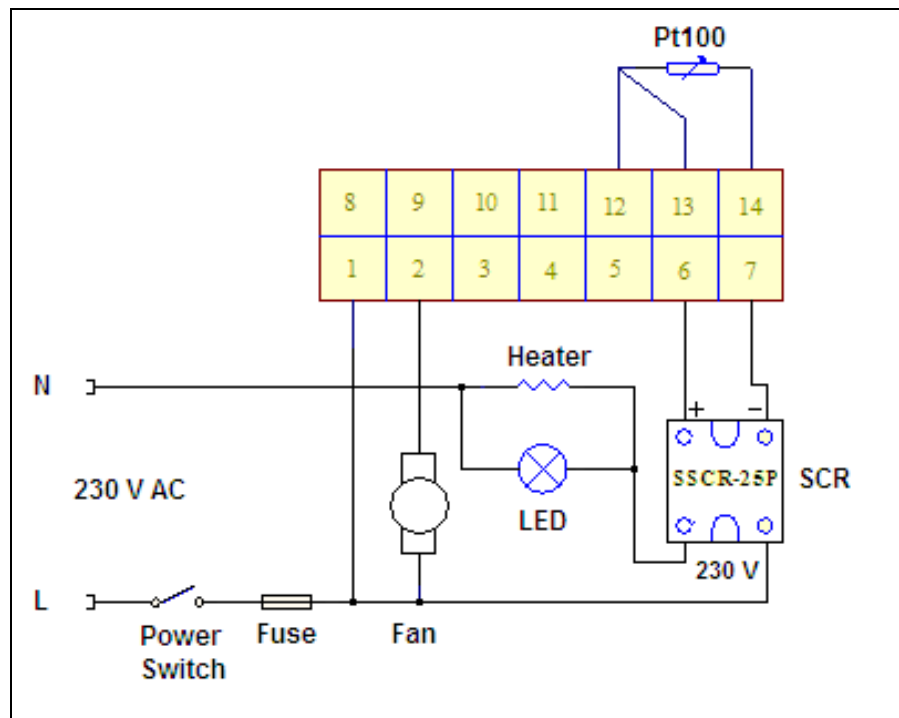 Pt100
8 9 10 11 12 13 14
1 2 3 4 5 6 7
Heater
N
+ −
SSCR-25P SCR
230 V AC
LED
230 V
L
Power
Switch
Fuse
Fan